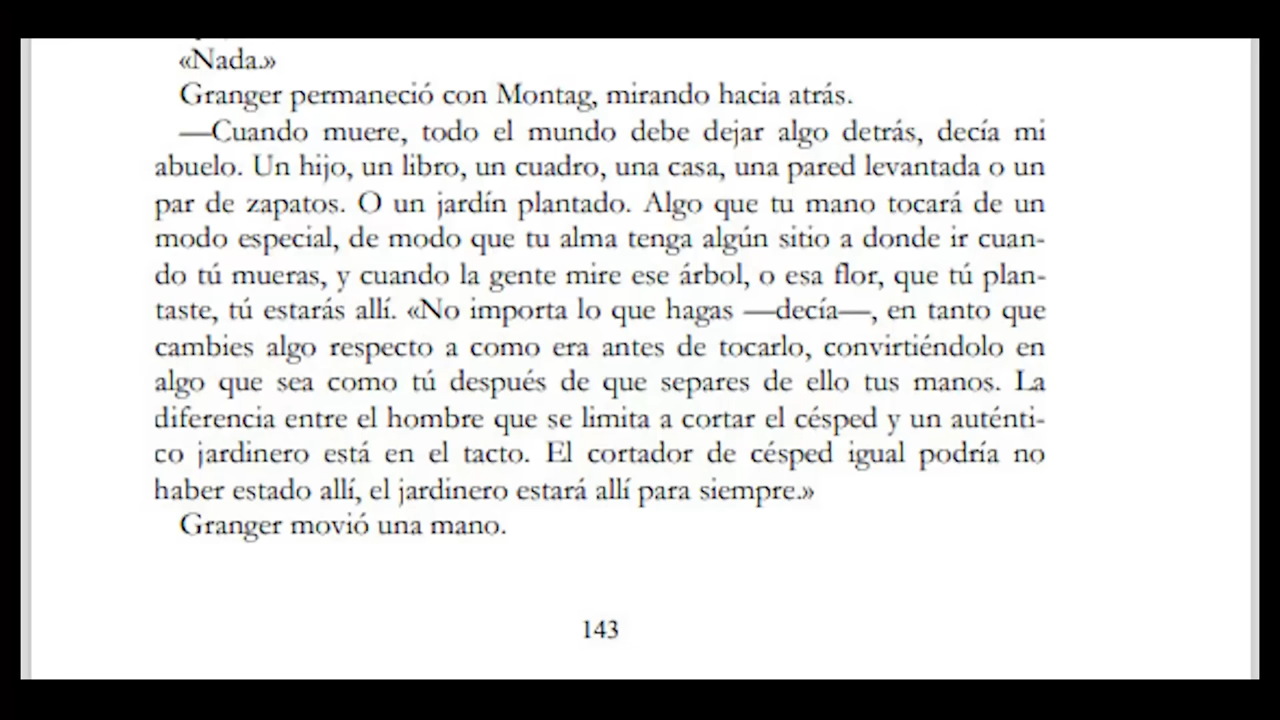 «Nada.»
Granger permaneció con Montag, mirando hacia atrás.
—Cuando muere, todo el mundo debe dejar algo detrás, decía mi
abuelo. Un hijo, un libro, un cuadro, una casa, una pared levantada o un
par de zapatos. O un jardín plantado. Algo que tu mano tocará de un
modo especial, de modo que tu alma tenga algún sitio a donde ir cuan-
do tú mueras, y cuando la gente mire ese árbol, o esa flor, que tú plan-
taste, tú estarás allí. «No importa lo que hagas —decía—, en tanto que
cambies algo respecto a como era antes de tocarlo, convirtiéndolo en
algo que sea como tú después de que separes de ello tus manos. La
diferencia entre el hombre que se limita a cortar el césped y un auténti-
co jardinero está en el tacto. El cortador de césped igual podría no
haber estado allí, el jardinero estará allí para siempre.»
Granger movió una mano.
143